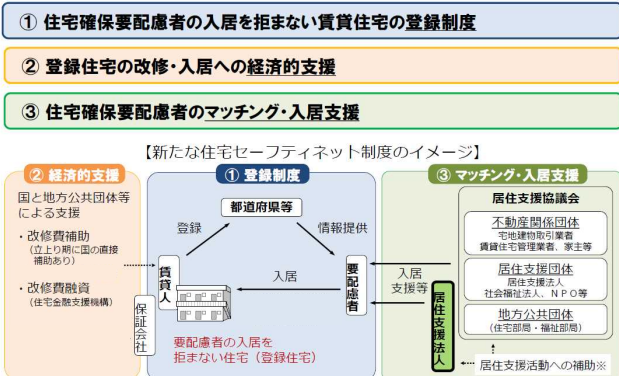 ① 住宅確保要配慮者の入居を拒まない賃貸住宅の登録制度
② 登録住宅の改修・入居への経済的支援
③ 住宅確保要配慮者のマッチング・入居支援
【新たな住宅セーフティネット制度のイメージ】
② 経済的支援
国と地方公共団体等
による支援
・改修費補助
(立上り期に国の直接
補助あり)
・改修費融資
(住宅金融支援機構)
① 登録制度
都道府県等
登録
情報提供
賃貸人
保証会社
入居
要配慮者
要配慮者の入居を
拒まない住宅（登録住宅）
③ マッチング・入居支援
入居
支援等
居住支援法人
居住支援協議会
不動産関係団体
宅地建物取引業者
賃貸住宅管理業者、家主等
居住支援団体
居住支援法人
社会福祉法人、ＮＰＯ等
地方公共団体
(住宅部局・福祉部局)
居住支援活動への補助※